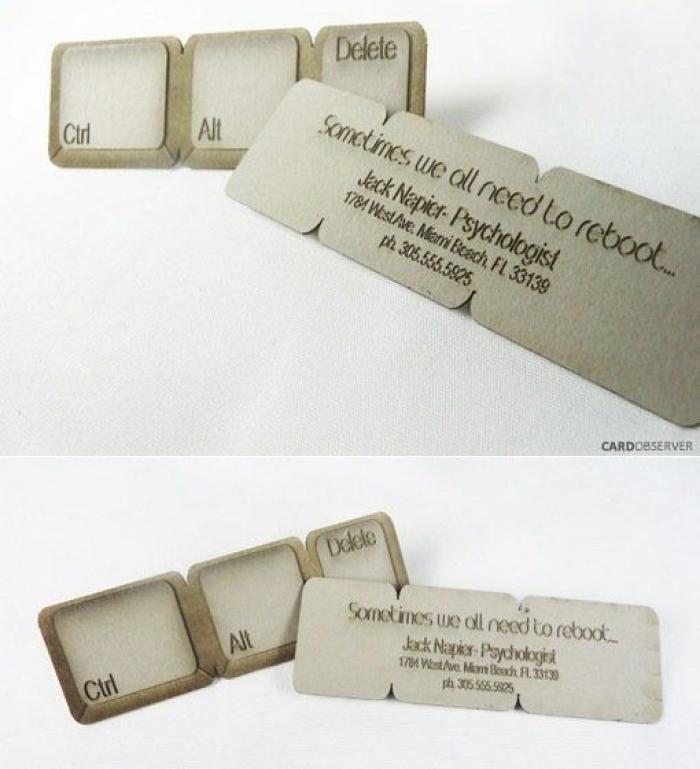 Ctrl
Alt
Delete
Sometimes we all need to reboot...
Jack Napier- Psychologist
1784 West Ave. Miami Beach, FL 33139
ph. 305.555.5925
CARDOBSERVER
Ctrl
Alt
Delete
Sometimes we all need to reboot...
Jack Napier- Psychologist
1784 West Ave. Miami Beach, FL 33139
ph. 305.555.5925